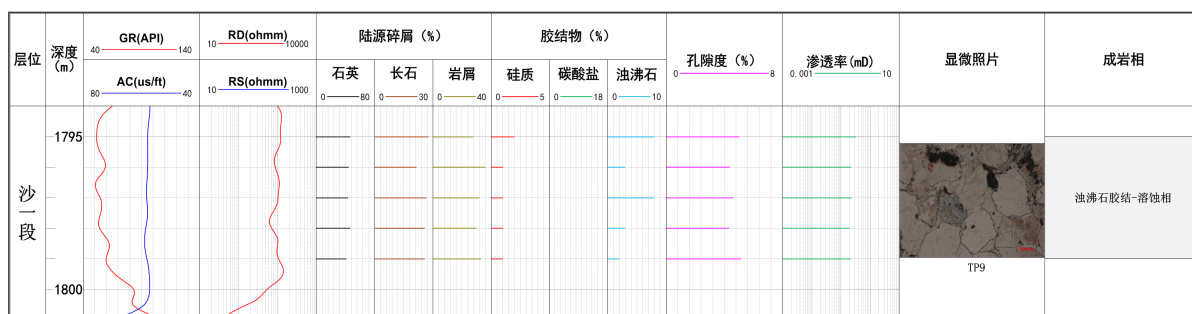 层位
深度
(m)
GR(API)
40 140
AC(us/ft)
80 40
RD(ohmm)
10 10000
RS(ohmm)
10 1000
陆源碎屑（%）
石英
0 80
长石
0 30
岩屑
0 40
胶结物（%）
硅质
0 5
碳酸盐
0 18
浊沸石
0 10
孔隙度（%）
0 8
渗透率(mD)
0.001 10
显微照片
成岩相
沙一段
1795
1800
TP9
浊沸石胶结-溶蚀相